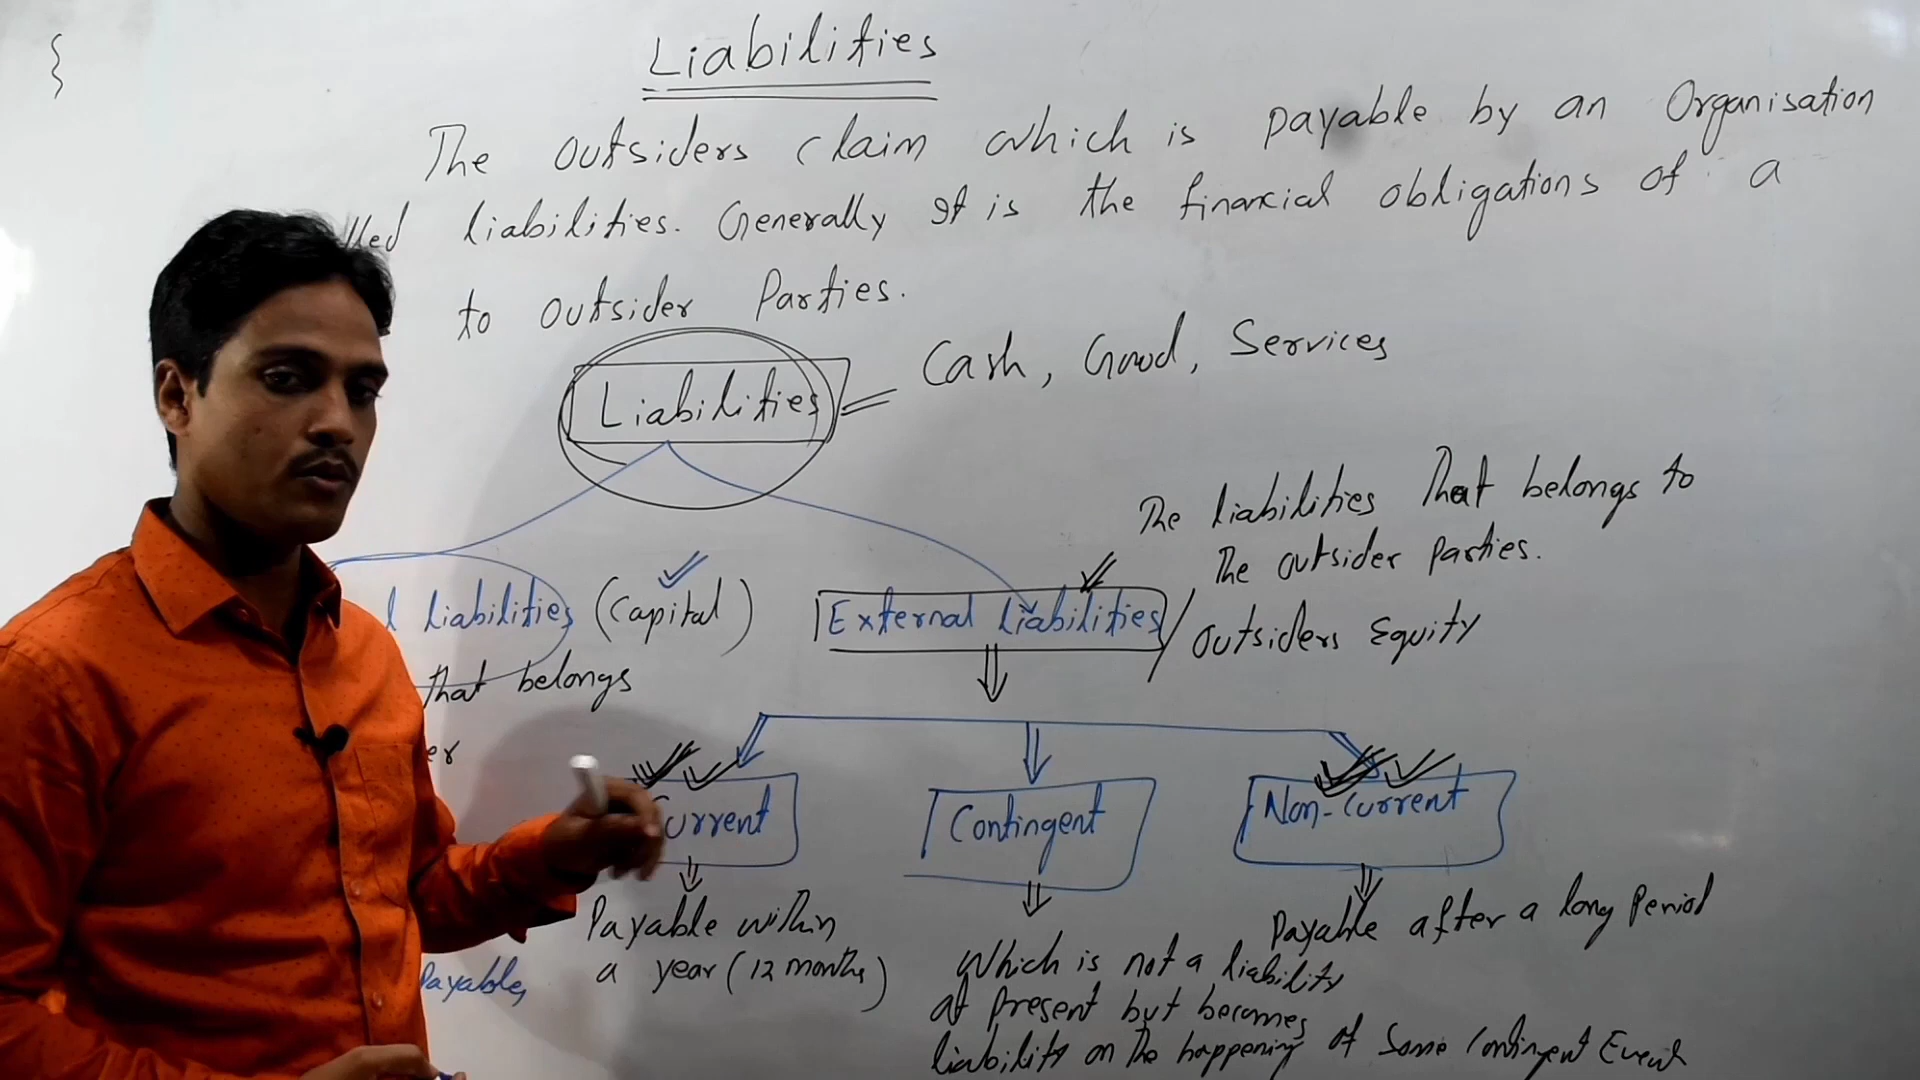 Liabilities
The outsiders claim which is payable by an Organisation
lled liabilities. Generally It is the financial obligations of a
to outsider Parties.
Liabilities
Cash, Good, Services
The liabilities That belongs to
The outsider parties.
l liabilities (Capital)
External liabilities
/ outsiders Equity
that belongs
er
Current
Contingent
Non-Current
Payable within
a year (12 months)
Payable,
Which is not a liability
at present but becomes
liability on the happening of Some Contingent Event
Payable after a long Period